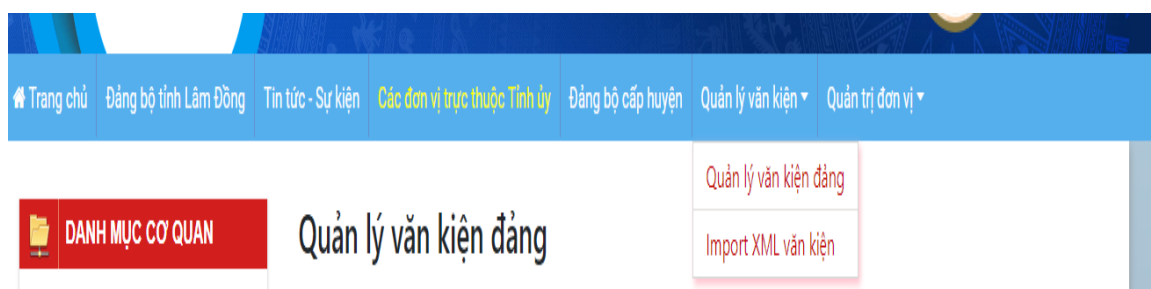 Trang chủ Đảng bộ tỉnh Lâm Đồng Tin tức - Sự kiện Các đơn vị trực thuộc Tỉnh ủy Đảng bộ cấp huyện Quản lý văn kiện Quản trị đơn vị
Quản lý văn kiện đảng
Import XML văn kiện
DANH MỤC CƠ QUAN
Quản lý văn kiện đảng